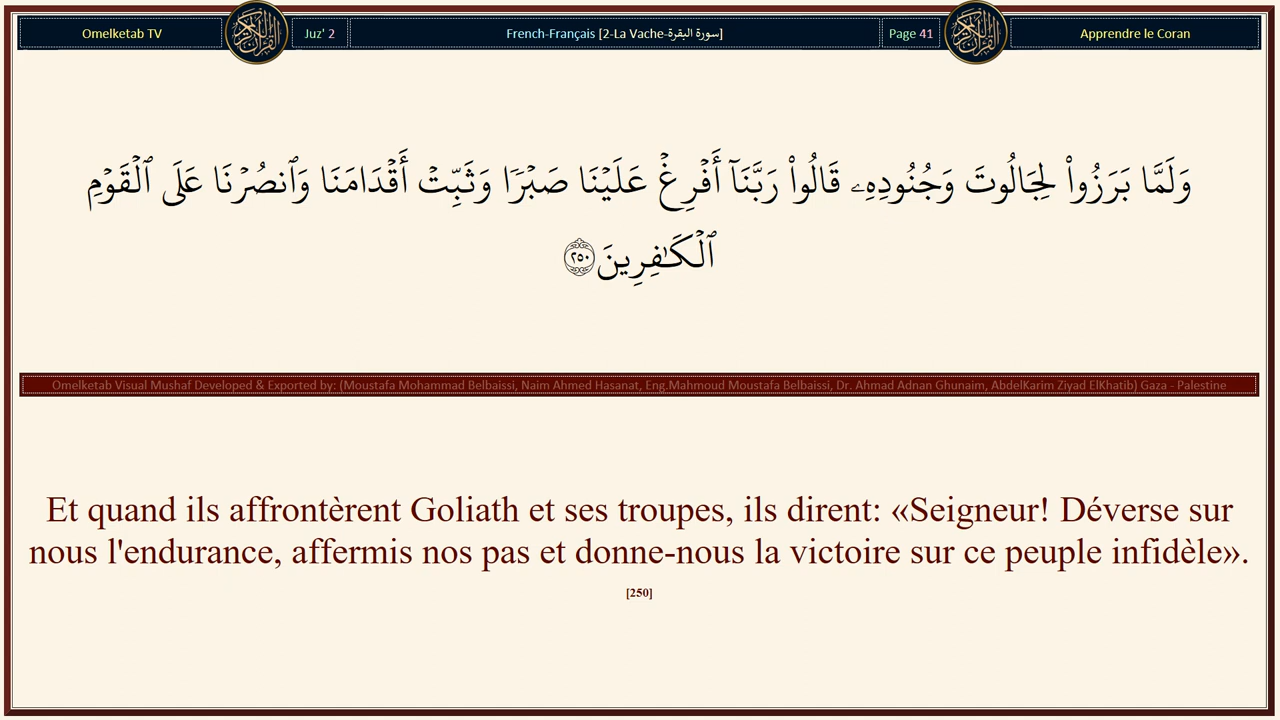 Omelketab TV
Juz' 2
French-Français [2-La Vache-سورة البقرة]
Page 41
Apprendre le Coran
وَلَمَّا بَرَزُوا۟ لِجَالُوتَ وَجُنُودِهِۦ قَالُوا۟ رَبَّنَآ أَفۡرِغۡ عَلَيۡنَا صَبۡرٗا وَثَبِّتۡ أَقۡدَامَنَا وَٱنصُرۡنَا عَلَى ٱلۡقَوۡمِ
ٱلۡكَٰفِرِينَ ٢٥٠
Omelketab Visual Mushaf Developed & Exported by: (Moustafa Mohammad Belbaissi, Naim Ahmed Hasanat, Eng.Mahmoud Moustafa Belbaissi, Dr. Ahmad Adnan Ghunaim, AbdelKarim Ziyad ElKhatib) Gaza - Palestine
Et quand ils affrontèrent Goliath et ses troupes, ils dirent: «Seigneur! Déverse sur
nous l'endurance, affermis nos pas et donne-nous la victoire sur ce peuple infidèle».
[250]